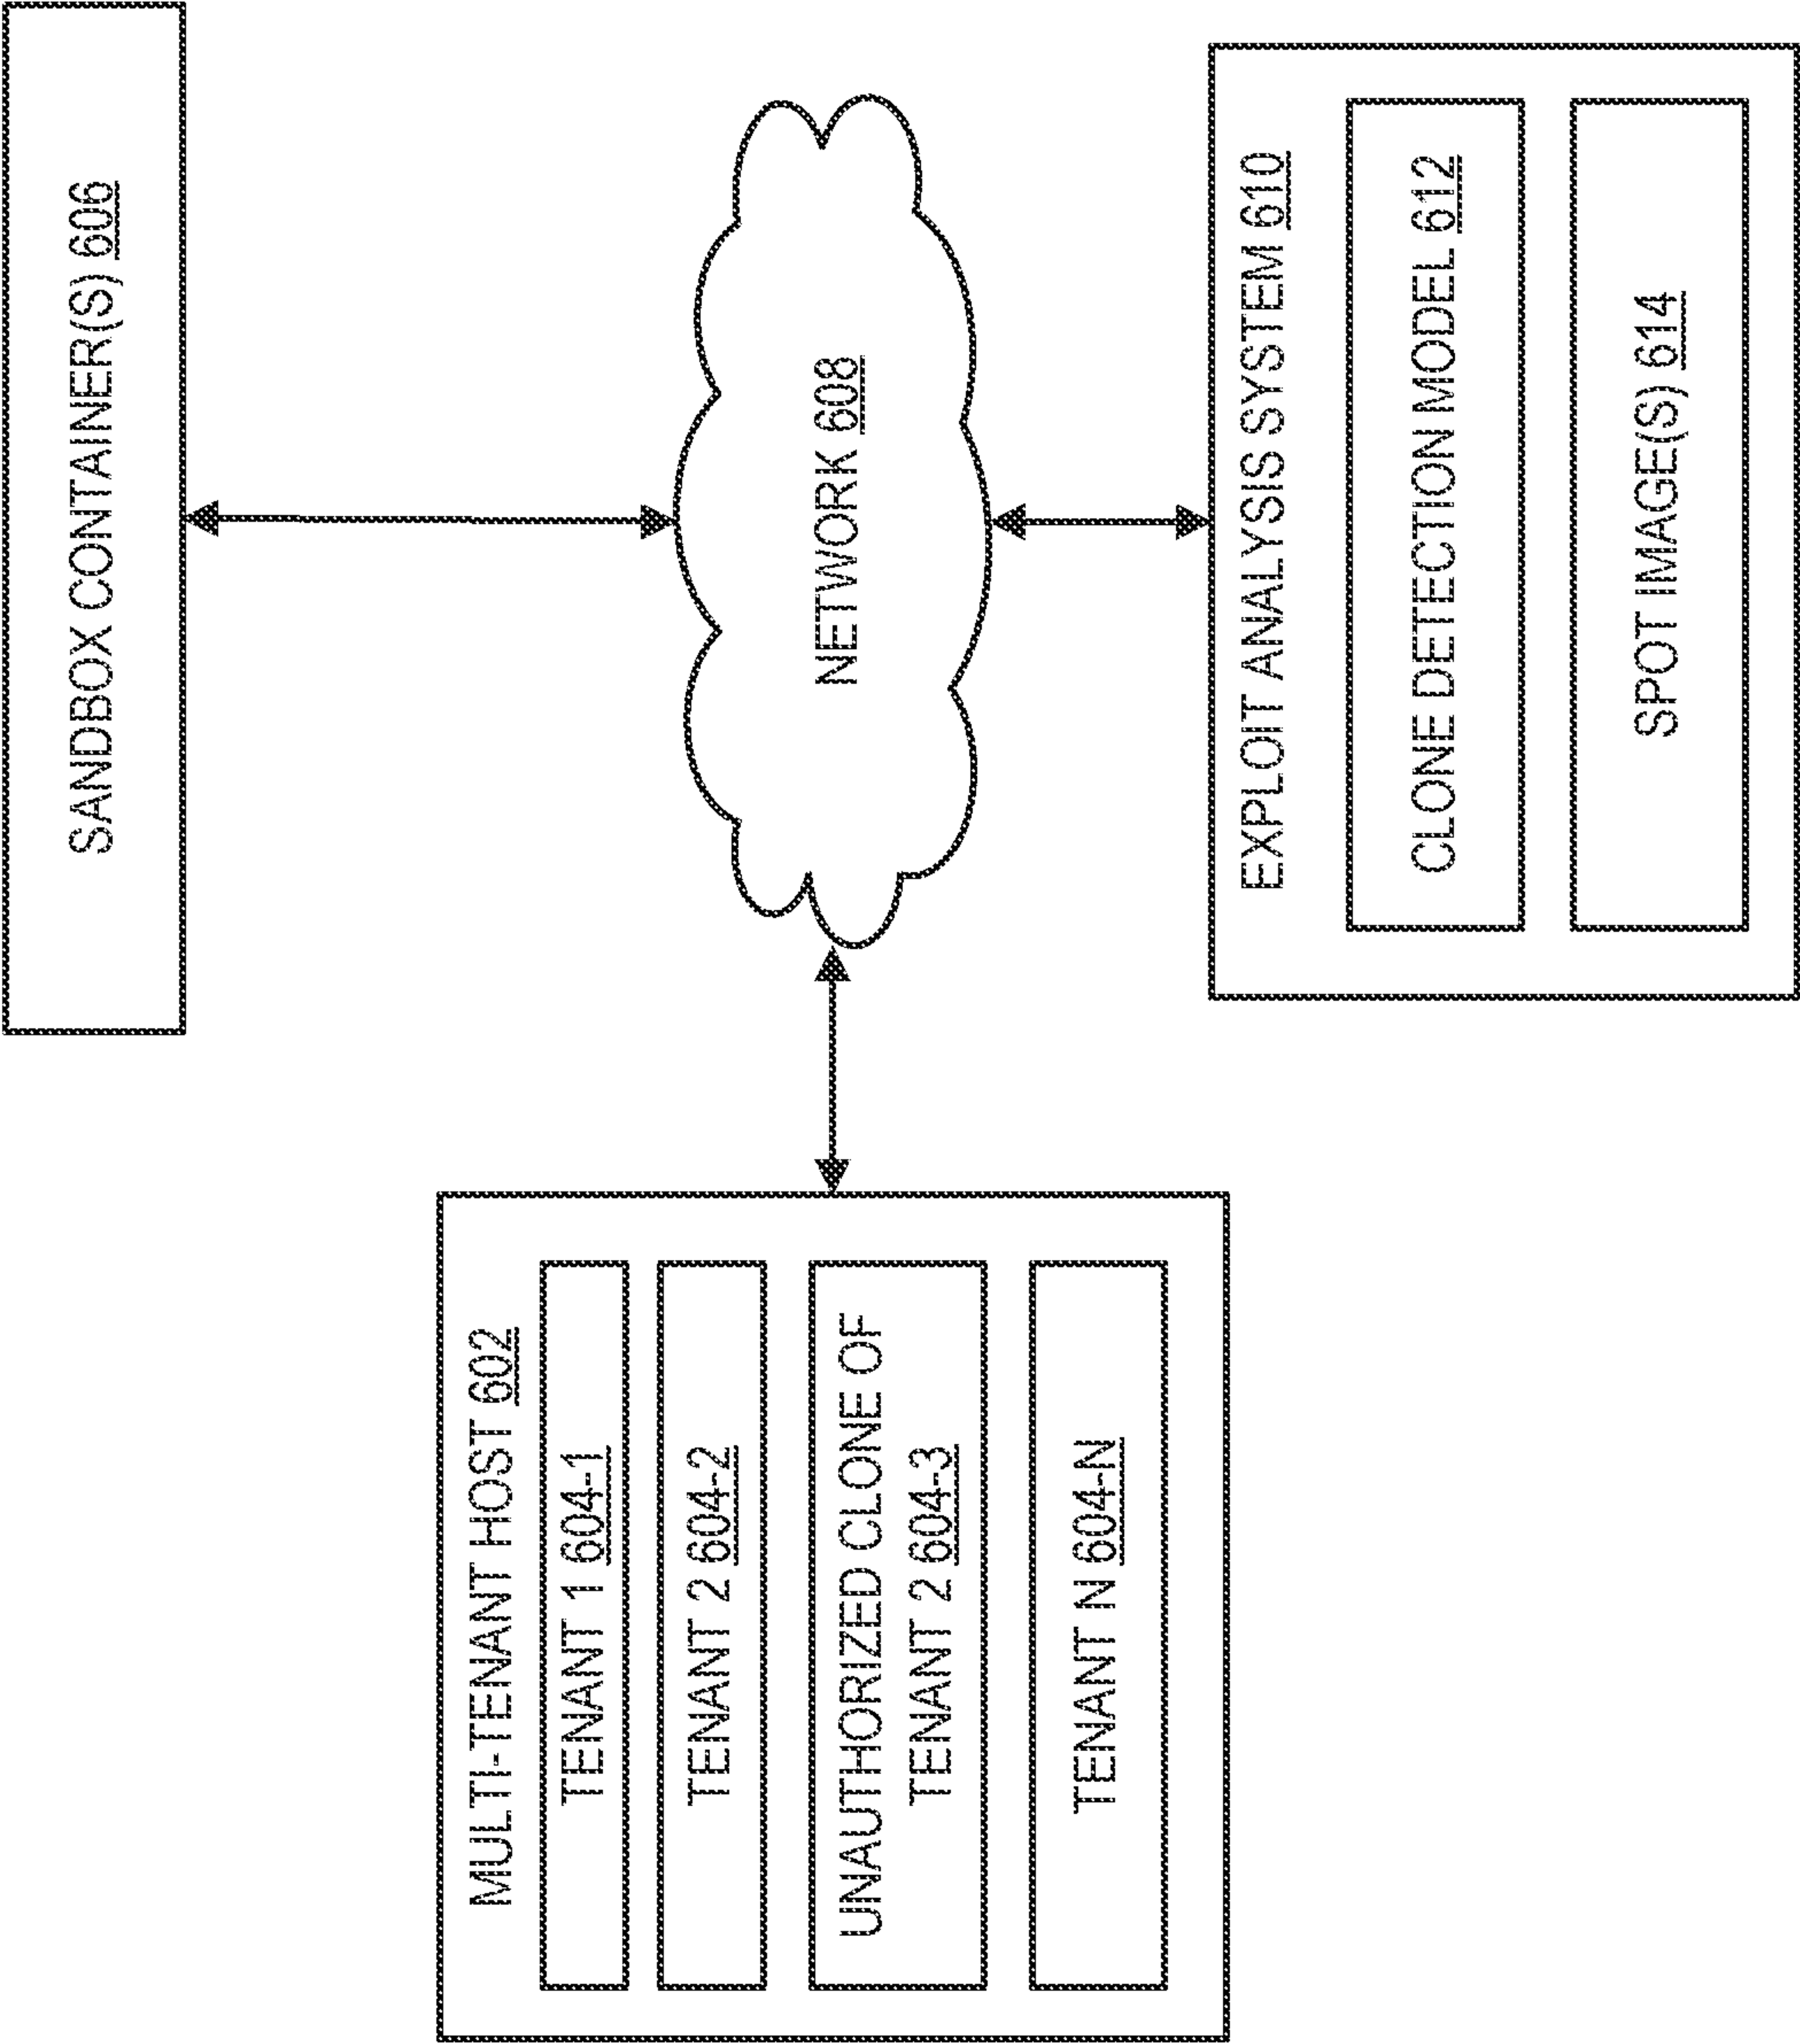 SANDBOX CONTAINER(S) 606
NETWORK 608
MULTI-TENANT HOST 602
TENANT 1 604-1
TENANT 2 604-2
UNAUTHORIZED CLONE OF
TENANT 2 604-3
TENANT N 604-N
EXPLOIT ANALYSIS SYSTEM 610
CLONE DETECTION MODEL 612
SPOT IMAGE(S) 614